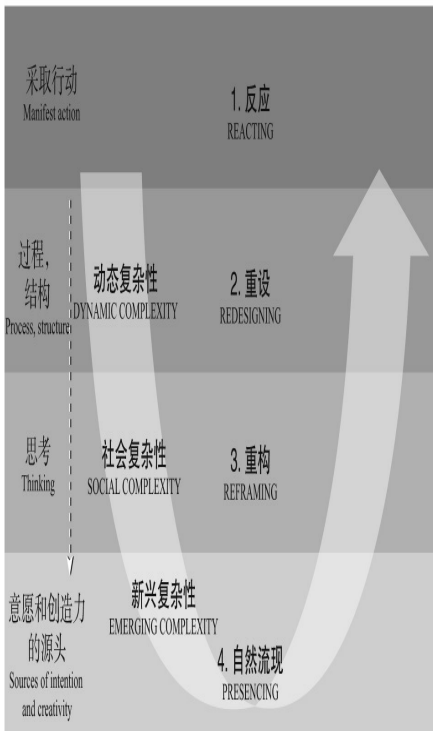 采取行动
Manifest action
1. 反应
REACTING
过程，
结构
Process, structure
动态复杂性
DYNAMIC COMPLEXITY
2. 重设
REDESIGNING
思考
Thinking
社会复杂性
SOCIAL COMPLEXITY
3. 重构
REFRAMING
意愿和创造力
的源头
Sources of intention
and creativity
新兴复杂性
EMERGING COMPLEXITY
4. 自然流现
PRESENCING